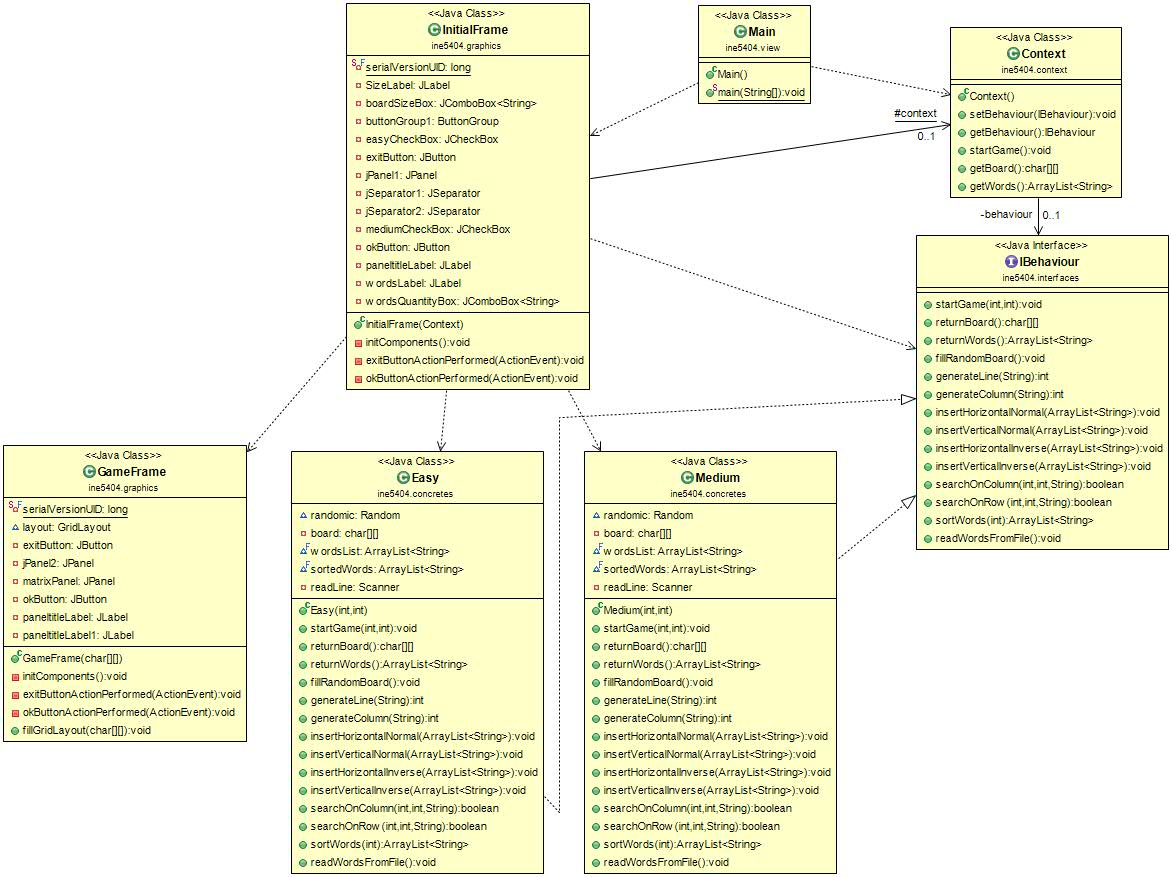 <<Java Class>>
InitialFrame
ine5404.graphics
serialVersionUID: long
SizeLabel: JLabel
boardSizeBox: JComboBox<String>
buttonGroup1: ButtonGroup
easyCheckBox: JCheckBox
exitButton: JButton
jPanel1: JPanel
jSeparator1: JSeparator
jSeparator2: JSeparator
mediumCheckBox: JCheckBox
okButton: JButton
paneltitleLabel: JLabel
wordsLabel: JLabel
wordsQuantityBox: JComboBox<String>
InitialFrame(Context)
initComponents():void
exitButtonActionPerformed(ActionEvent):void
okButtonActionPerformed(ActionEvent):void
<<Java Class>>
Main
ine5404.view
Main()
main(String[]):void
<<Java Class>>
Context
ine5404.context
Context()
setBehaviour(IBehaviour):void
getBehaviour():IBehaviour
startGame():void
getBoard():char[][]
getWords():ArrayList<String>
#context
0..1
-behaviour
0..1
<<Java Interface>>
IBehaviour
ine5404.interfaces
startGame(int,int):void
returnBoard():char[][]
returnWords():ArrayList<String>
fillRandomBoard():void
generateLine(String):int
generateColumn(String):int
insertHorizontalNormal(ArrayList<String>):void
insertVerticalNormal(ArrayList<String>):void
insertHorizontalInverse(ArrayList<String>):void
insertVerticalInverse(ArrayList<String>):void
searchOnColumn(int,int,String):boolean
searchOnRow(int,int,String):boolean
sortWords(int):ArrayList<String>
readWordsFromFile():void
<<Java Class>>
GameFrame
ine5404.graphics
serialVersionUID: long
layout: GridLayout
exitButton: JButton
jPanel2: JPanel
matrixPanel: JPanel
okButton: JButton
paneltitleLabel: JLabel
paneltitleLabel1: JLabel
GameFrame(char[][])
initComponents():void
exitButtonActionPerformed(ActionEvent):void
okButtonActionPerformed(ActionEvent):void
fillGridLayout(char[][]):void
<<Java Class>>
Easy
ine5404.concretes
randomic: Random
board: char[][]
wordsList: ArrayList<String>
sortedWords: ArrayList<String>
readLine: Scanner
Easy(int,int)
startGame(int,int):void
returnBoard():char[][]
returnWords():ArrayList<String>
fillRandomBoard():void
generateLine(String):int
generateColumn(String):int
insertHorizontalNormal(ArrayList<String>):void
insertVerticalNormal(ArrayList<String>):void
insertHorizontalInverse(ArrayList<String>):void
insertVerticalInverse(ArrayList<String>):void
searchOnColumn(int,int,String):boolean
searchOnRow(int,int,String):boolean
sortWords(int):ArrayList<String>
readWordsFromFile():void
<<Java Class>>
Medium
ine5404.concretes
randomic: Random
board: char[][]
wordsList: ArrayList<String>
sortedWords: ArrayList<String>
readLine: Scanner
Medium(int,int)
startGame(int,int):void
returnBoard():char[][]
returnWords():ArrayList<String>
fillRandomBoard():void
generateLine(String):int
generateColumn(String):int
insertHorizontalNormal(ArrayList<String>):void
insertVerticalNormal(ArrayList<String>):void
insertHorizontalInverse(ArrayList<String>):void
insertVerticalInverse(ArrayList<String>):void
searchOnColumn(int,int,String):boolean
searchOnRow(int,int,String):boolean
sortWords(int):ArrayList<String>
readWordsFromFile():void